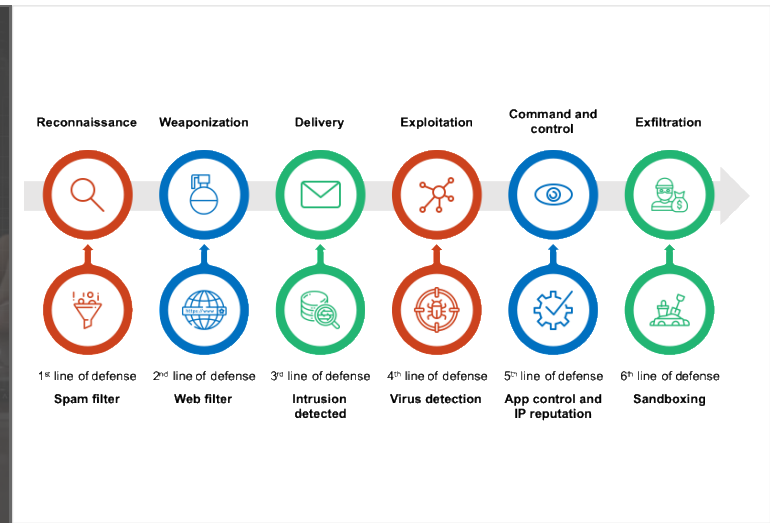 Reconnaissance
Weaponization
Delivery
Exploitation
Command and
control
Exfiltration
https://www
1st line of defense
2nd line of defense
3rd line of defense
4th line of defense
5th line of defense
6th line of defense
Spam filter
Web filter
Intrusion
detected
Virus detection
App control and
IP reputation
Sandboxing